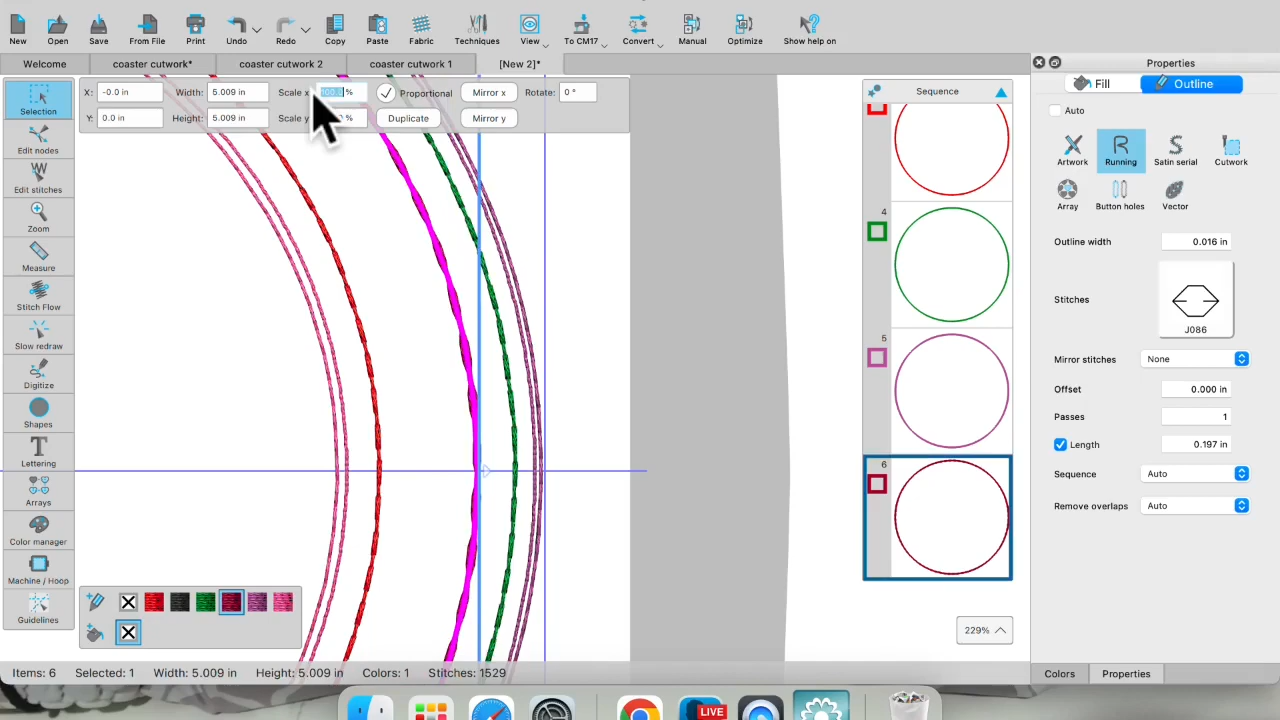 New Open Save From File Print Undo Redo Copy Paste Fabric Techniques View To CM17 Convert Manual Optimize Show help on
Welcome coaster cutwork* coaster cutwork 2 coaster cutwork 1 [New 2]* Properties
Selection
Edit nodes
Edit stitches
Zoom
Measure
Stitch Flow
Slow redraw
Digitize
Shapes
Lettering
Arrays
Color manager
Machine / Hoop
Guidelines
X: -0.0 in Width: 5.009 in Scale x % Proportional Mirror x Rotate: 0 °
Y: 0.0 in Height: 5.009 in Scale y % Duplicate Mirror y
Sequence
4
5
6
229%
Fill Outline
Auto
Artwork Running Satin serial Cutwork
Array Button holes Vector
Outline width 0.016 in
Stitches
J086
Mirror stitches None
Offset 0.000 in
Passes 1
Length 0.197 in
Sequence Auto
Remove overlaps Auto
Items: 6 Selected: 1 Width: 5.009 in Height: 5.009 in Colors: 1 Stitches: 1529
Colors Properties
LIVE